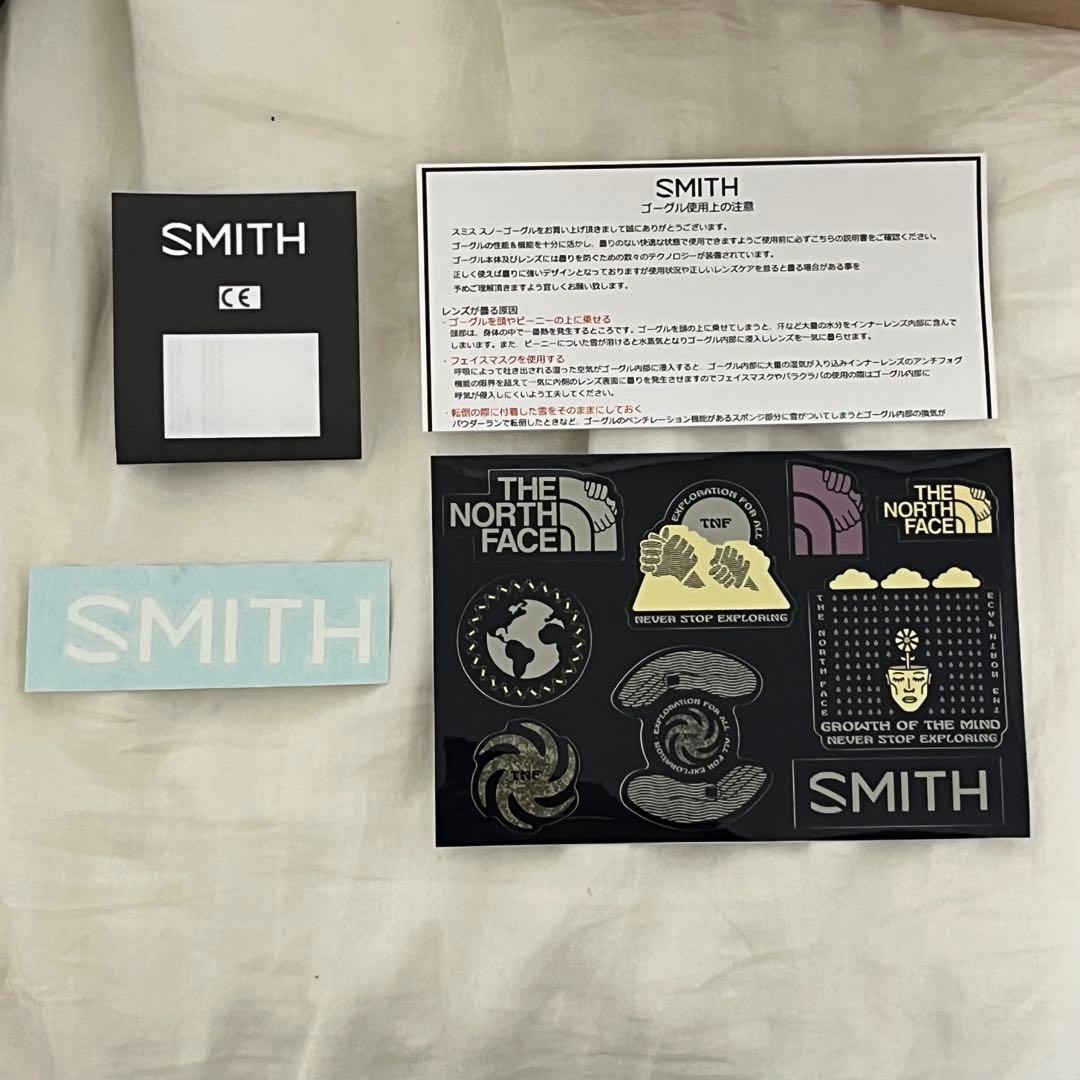 SMITH
CE
SMITH
ゴーグル使用上の注意
スミス スノーゴーグルをお買い上げ頂きまして誠にありがとうございます。
ゴーグルの性能&機能を十分に活かし、曇りのない快適な状態で使用できますようご使用前に必ずこちらの説明書をご確認ください。
ゴーグル本体及びレンズには曇りを防ぐための数々のテクノロジーが装備されています。
正しく使えば曇りに強いデザインとなっておりますが使用状況や正しいレンズケアを怠ると曇る場合がある事を
予めご理解頂きますよう宜しくお願い致します。
レンズが曇る原因
・ゴーグルを頭やビーニーの上に乗せる
頭部は、身体の中で一番熱を発生するところです。ゴーグルを頭の上に乗せてしまうと、汗など大量の水分をインナーレンズ内部に含んで
しまいます。また、ビーニーについた雪が溶けると水蒸気となりゴーグル内部に浸入しレンズを一気に曇らせます。
・フェイスマスクを使用する
呼吸によって吐き出される湿った空気がゴーグル内部に浸入すると、ゴーグル内部に大量の湿気が入り込みインナーレンズのアンチフォグ
機能の限界を超えて一気に内側のレンズ表面に曇りを発生させますのでフェイスマスクやバラクラバの使用の際はゴーグル内部に
呼気が侵入しにくいよう工夫してください。
・転倒の際に付着した雪をそのままにしておく
パウダーランで転倒したときなど、ゴーグルのベンチレーション機能があるスポンジ部分に雪がついてしまうとゴーグル内部の換気が
SMITH
THE
NORTH
FACE
EXPLORATION FOR ALL
TNF
NEVER STOP EXPLORING
THE
NORTH
FACE
THE NORTH FACE
THE NORTH FACE
GROWTH OF THE MIND
NEVER STOP EXPLORING
EXPLORATION FOR ALL · ALL FOR EXPLORATION ·
TNF
SMITH